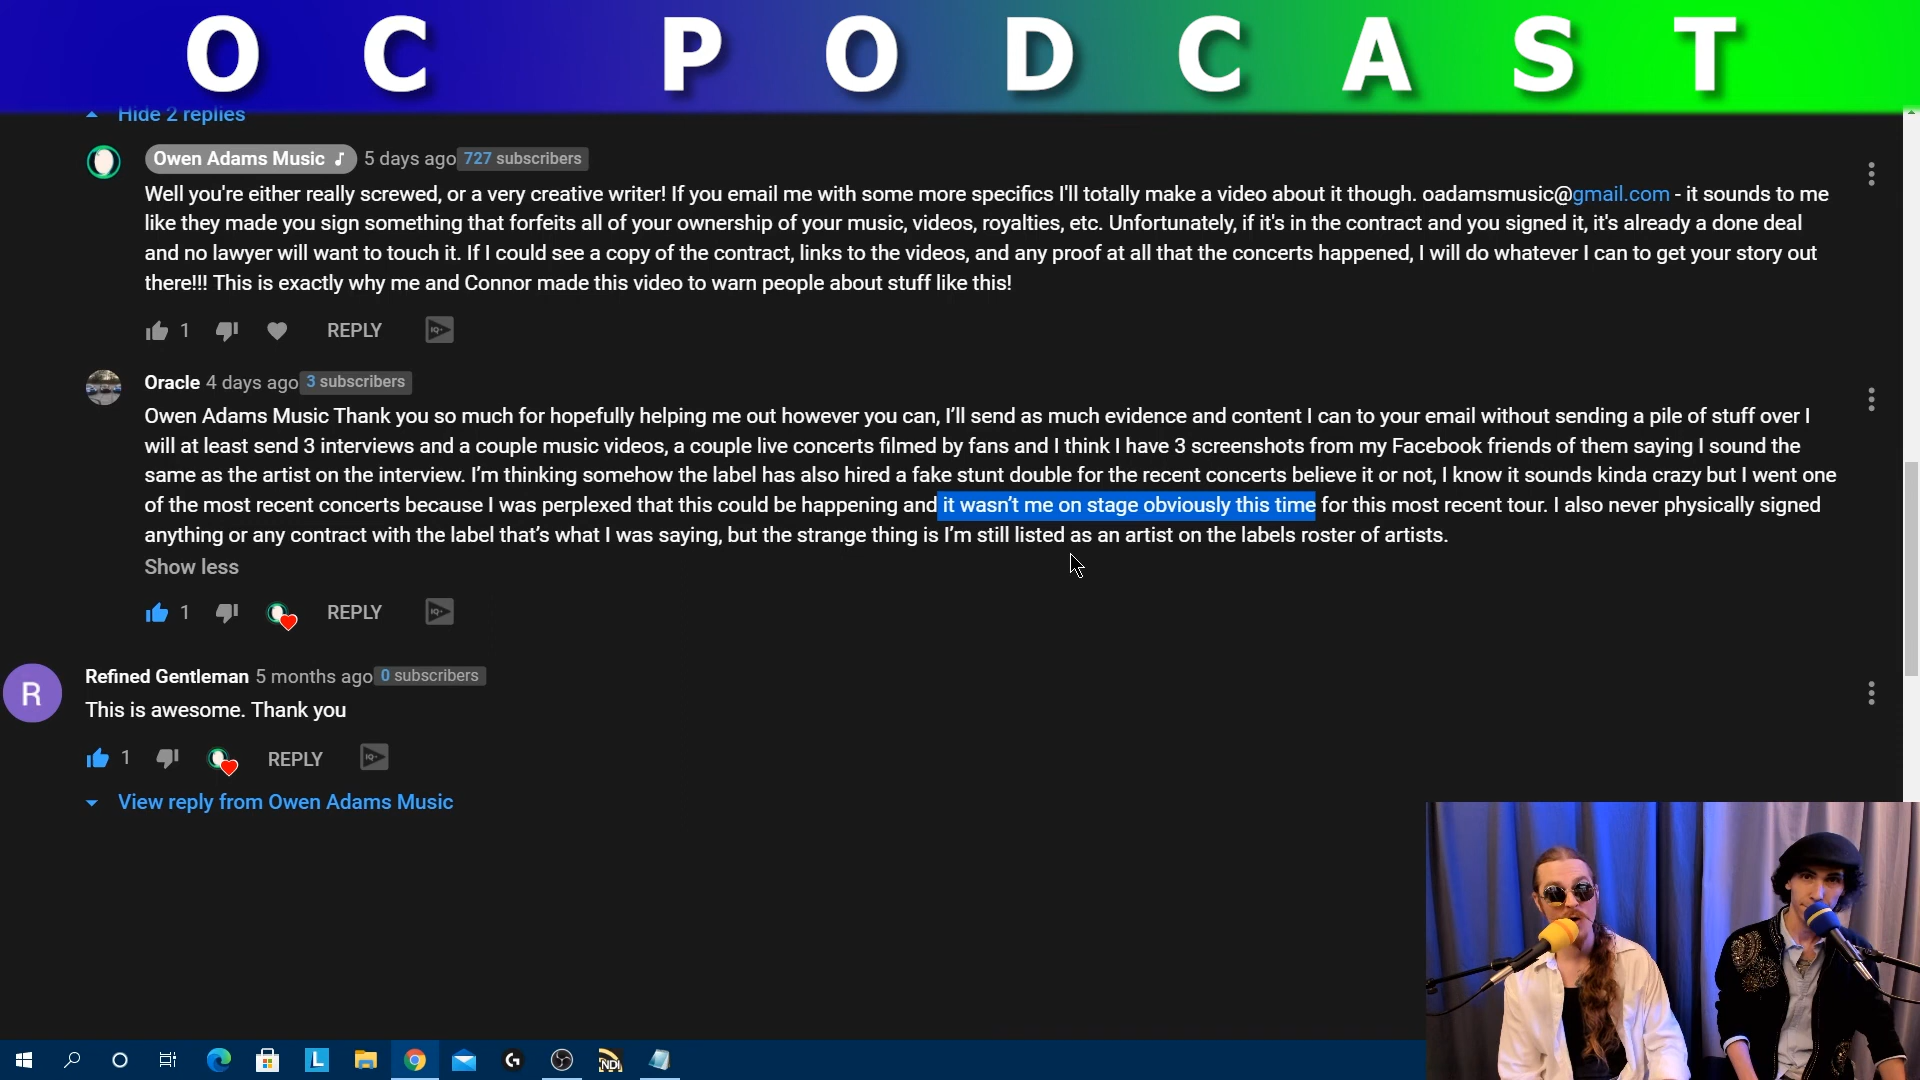 OC PODCAST
Hide 2 replies
Owen Adams Music 5 days ago 727 subscribers
Well you're either really screwed, or a very creative writer! If you email me with some more specifics I'll totally make a video about it though. oadamsmusic@gmail.com - it sounds to me
like they made you sign something that forfeits all of your ownership of your music, videos, royalties, etc. Unfortunately, if it's in the contract and you signed it, it's already a done deal
and no lawyer will want to touch it. If I could see a copy of the contract, links to the videos, and any proof at all that the concerts happened, I will do whatever I can to get your story out
there!!! This is exactly why me and Connor made this video to warn people about stuff like this!
1 REPLY
Oracle 4 days ago 3 subscribers
Owen Adams Music Thank you so much for hopefully helping me out however you can, I'll send as much evidence and content I can to your email without sending a pile of stuff over I
will at least send 3 interviews and a couple music videos, a couple live concerts filmed by fans and I think I have 3 screenshots from my Facebook friends of them saying I sound the
same as the artist on the interview. I'm thinking somehow the label has also hired a fake stunt double for the recent concerts believe it or not, I know it sounds kinda crazy but I went one
of the most recent concerts because I was perplexed that this could be happening and it wasn't me on stage obviously this time for this most recent tour. I also never physically signed
anything or any contract with the label that's what I was saying, but the strange thing is I'm still listed as an artist on the labels roster of artists.
Show less
1 REPLY
R
Refined Gentleman 5 months ago 0 subscribers
This is awesome. Thank you
1 REPLY
View reply from Owen Adams Music
L
NDI